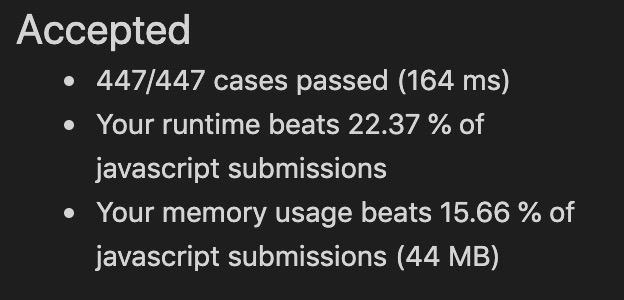 Accepted
• 447/447 cases passed (164 ms)
• Your runtime beats 22.37 % of
javascript submissions
• Your memory usage beats 15.66 % of
javascript submissions (44 MB)